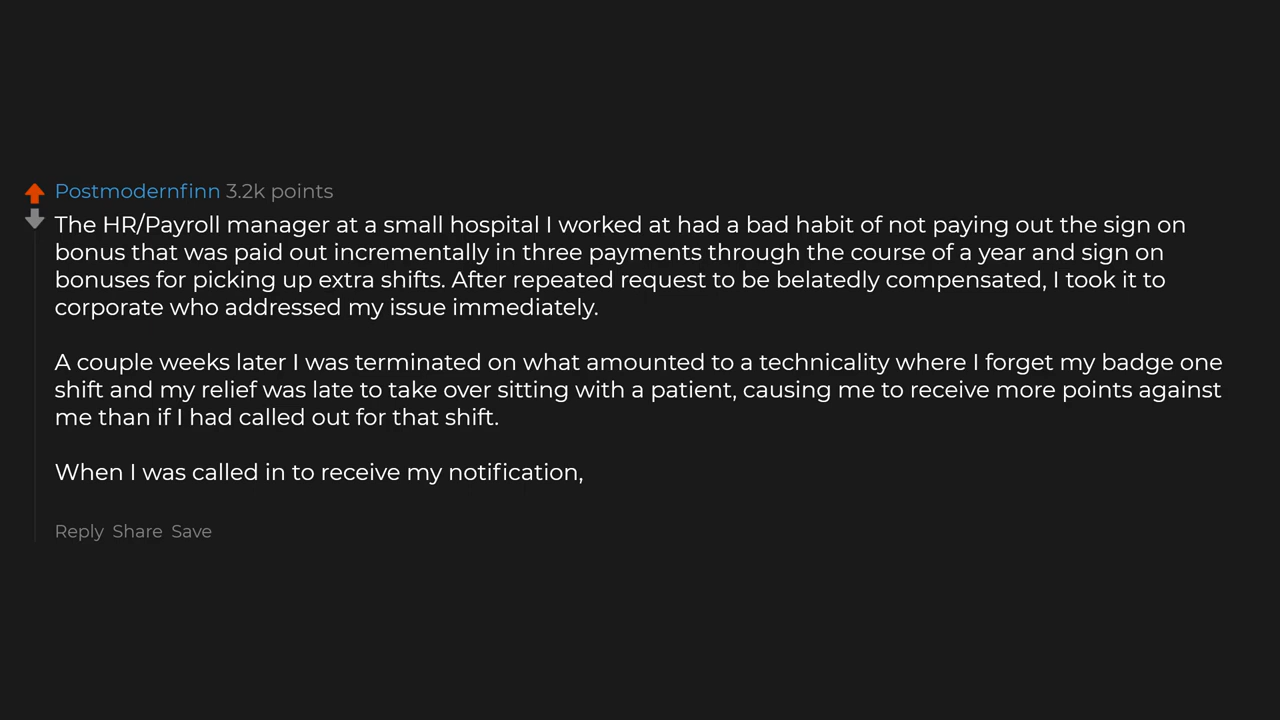 Postmodernfinn 3.2k points
The HR/Payroll manager at a small hospital I worked at had a bad habit of not paying out the sign on
bonus that was paid out incrementally in three payments through the course of a year and sign on
bonuses for picking up extra shifts. After repeated request to be belatedly compensated, I took it to
corporate who addressed my issue immediately.
A couple weeks later I was terminated on what amounted to a technicality where I forget my badge one
shift and my relief was late to take over sitting with a patient, causing me to receive more points against
me than if I had called out for that shift.
When I was called in to receive my notification,
Reply Share Save